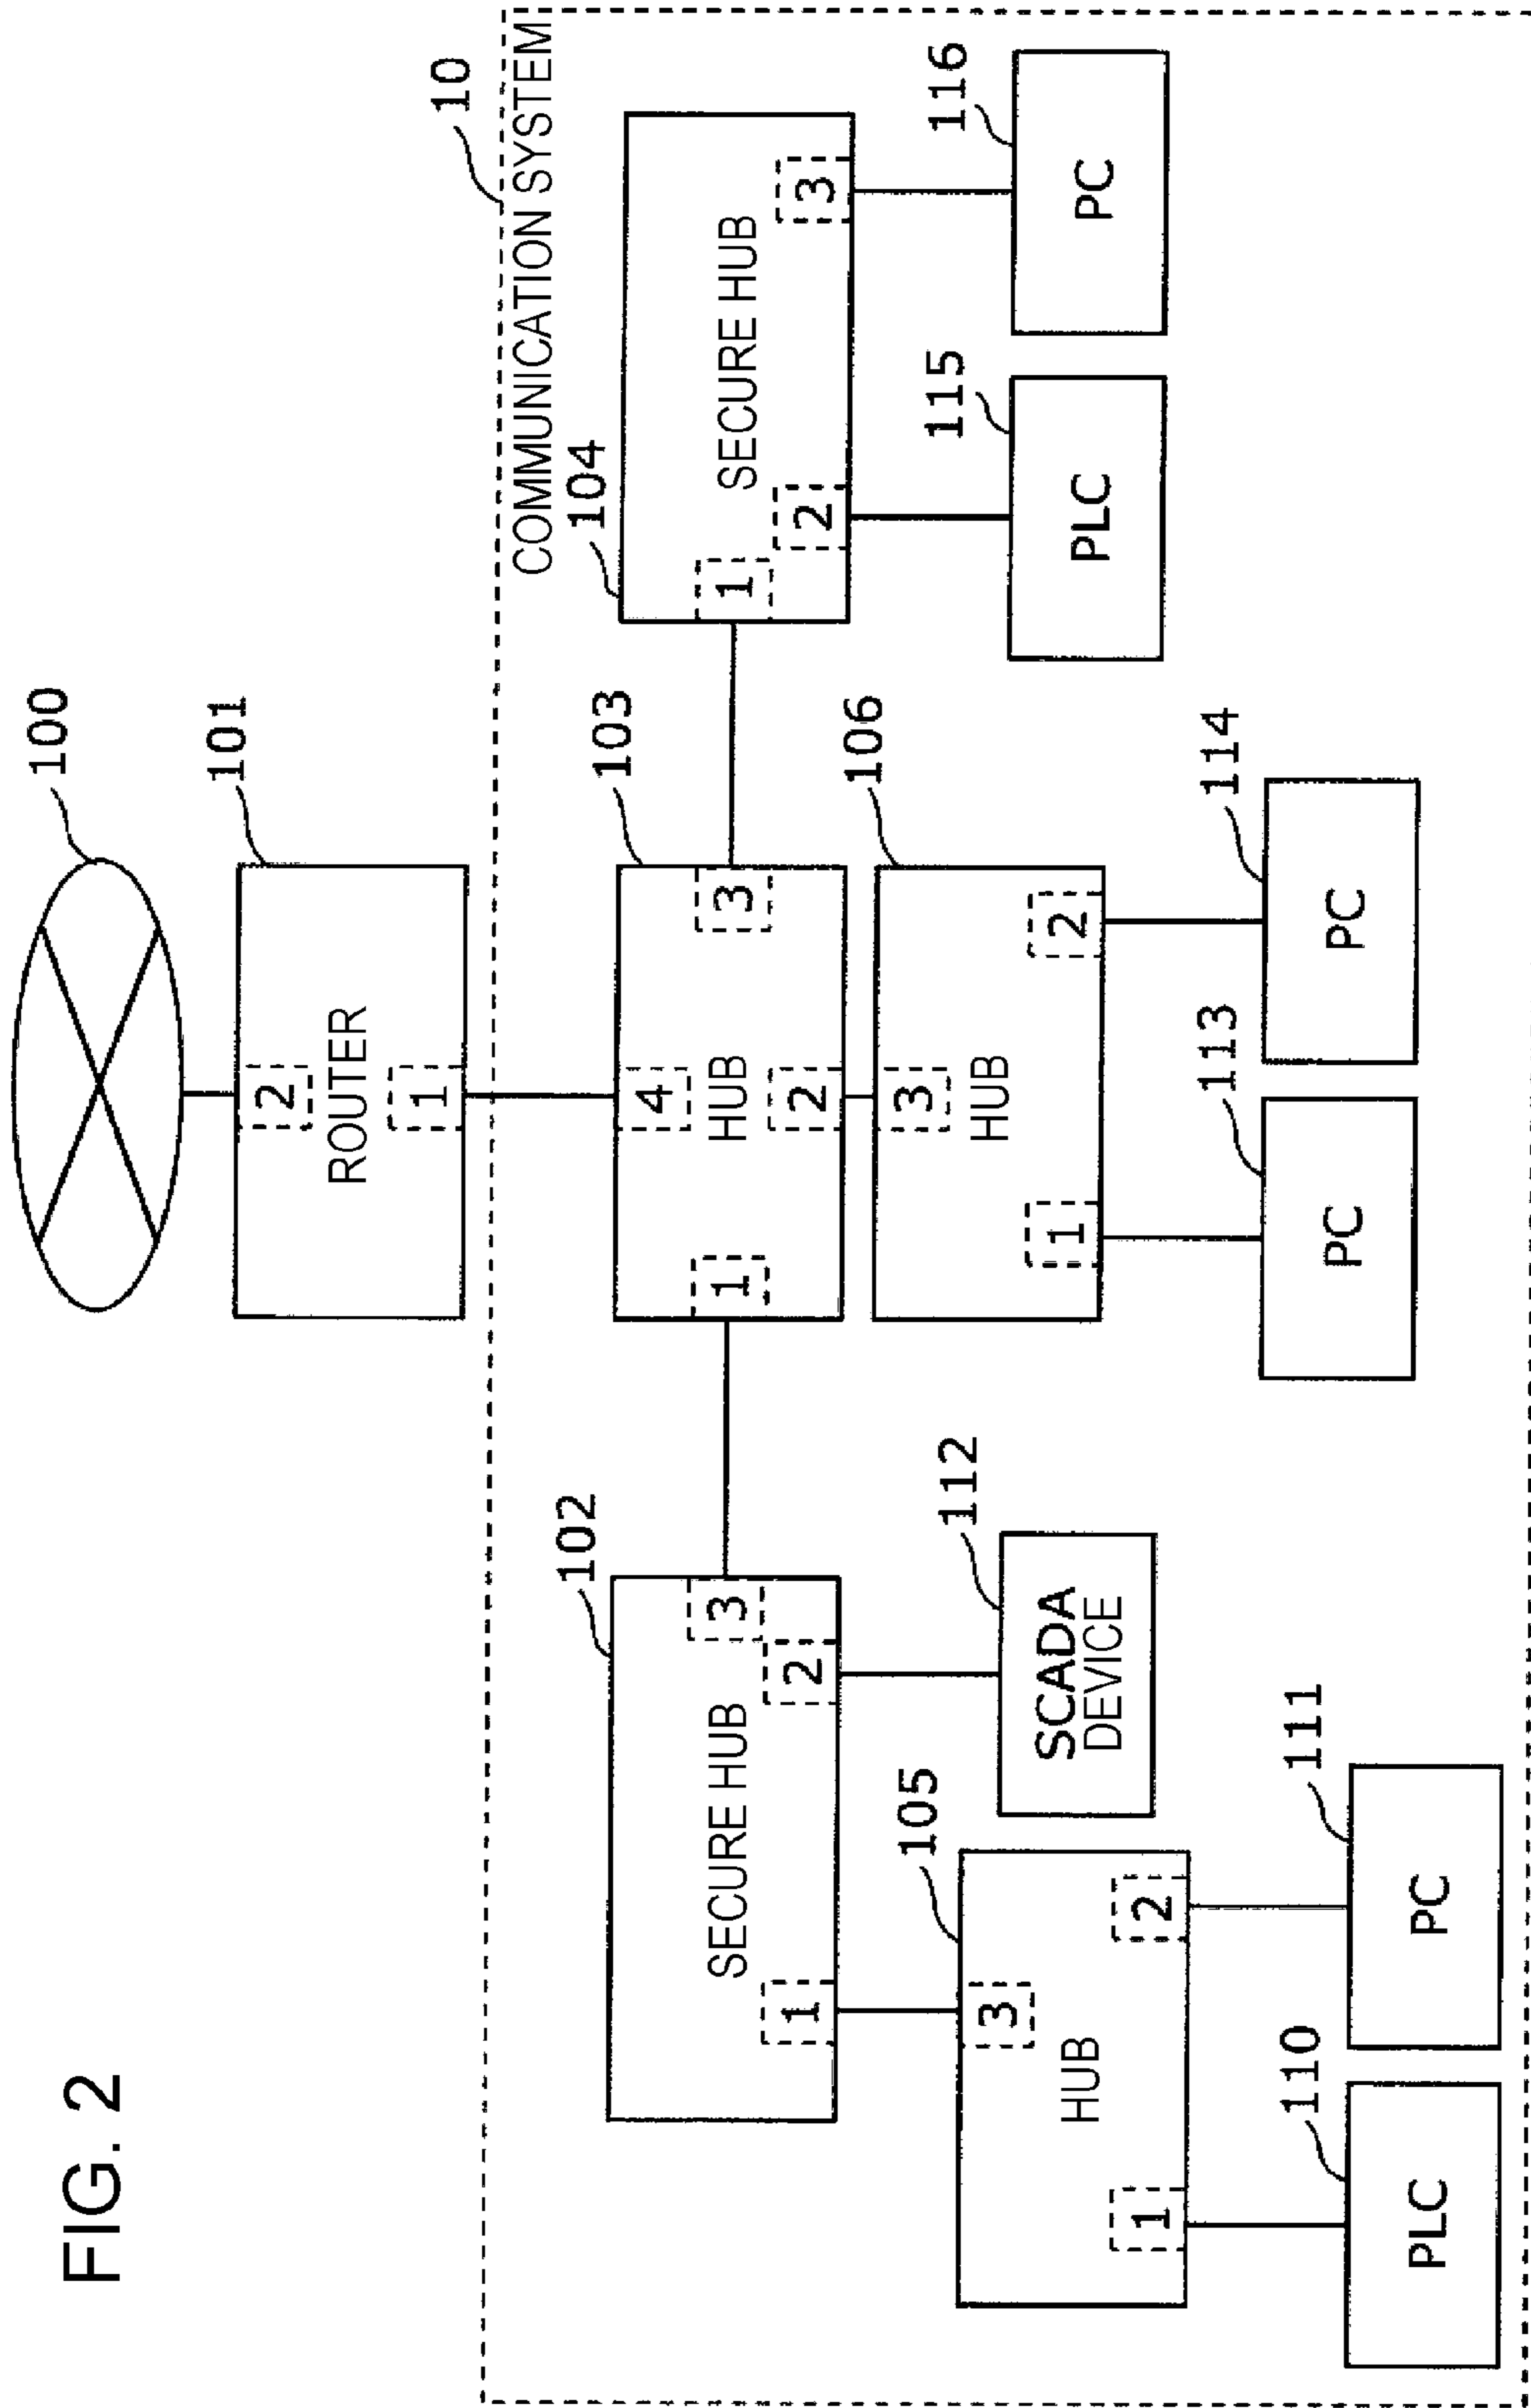 FIG. 2
100
101
2
ROUTER
1
10
COMMUNICATION SYSTEM
102
SECURE HUB
1
2
3
103
4
HUB
1
2
3
104
SECURE HUB
1
2
3
105
3
HUB
1
2
112
SCADA
DEVICE
106
3
HUB
1
2
115
PLC
116
PC
110
PLC
111
PC
113
PC
114
PC